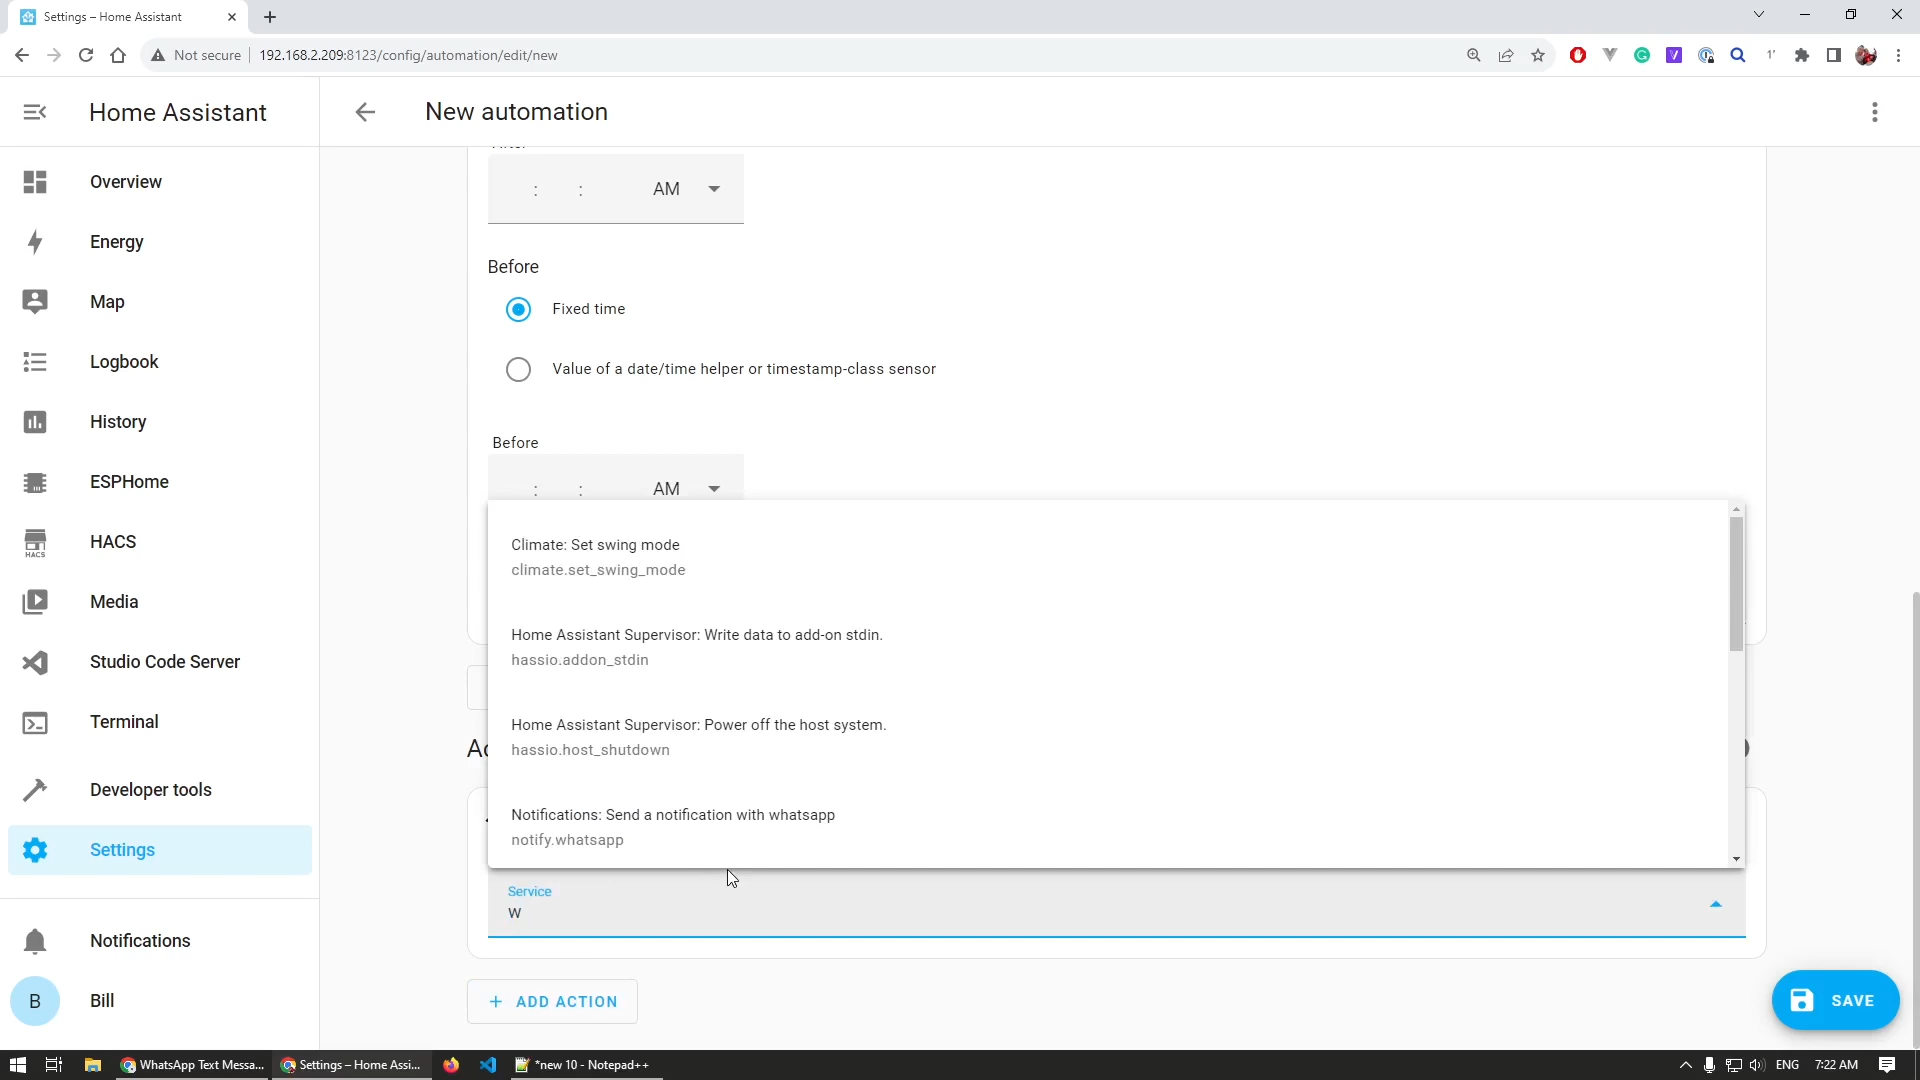 Settings – Home Assistant
Not secure
192.168.2.209:8123/config/automation/edit/new
Home Assistant
New automation
: : AM
Overview
Energy
Map
Logbook
History
ESPHome
HACS
HACS
Media
Studio Code Server
Terminal
Developer tools
Settings
Notifications
B
Bill
Before
Fixed time
Value of a date/time helper or timestamp-class sensor
Before
: : AM
Climate: Set swing mode
climate.set_swing_mode
Home Assistant Supervisor: Write data to add-on stdin.
hassio.addon_stdin
Home Assistant Supervisor: Power off the host system.
hassio.host_shutdown
Notifications: Send a notification with whatsapp
notify.whatsapp
Service
W
+ ADD ACTION
SAVE
WhatsApp Text Messa...
Settings – Home Assi...
*new 10 - Notepad++
ENG
7:22 AM